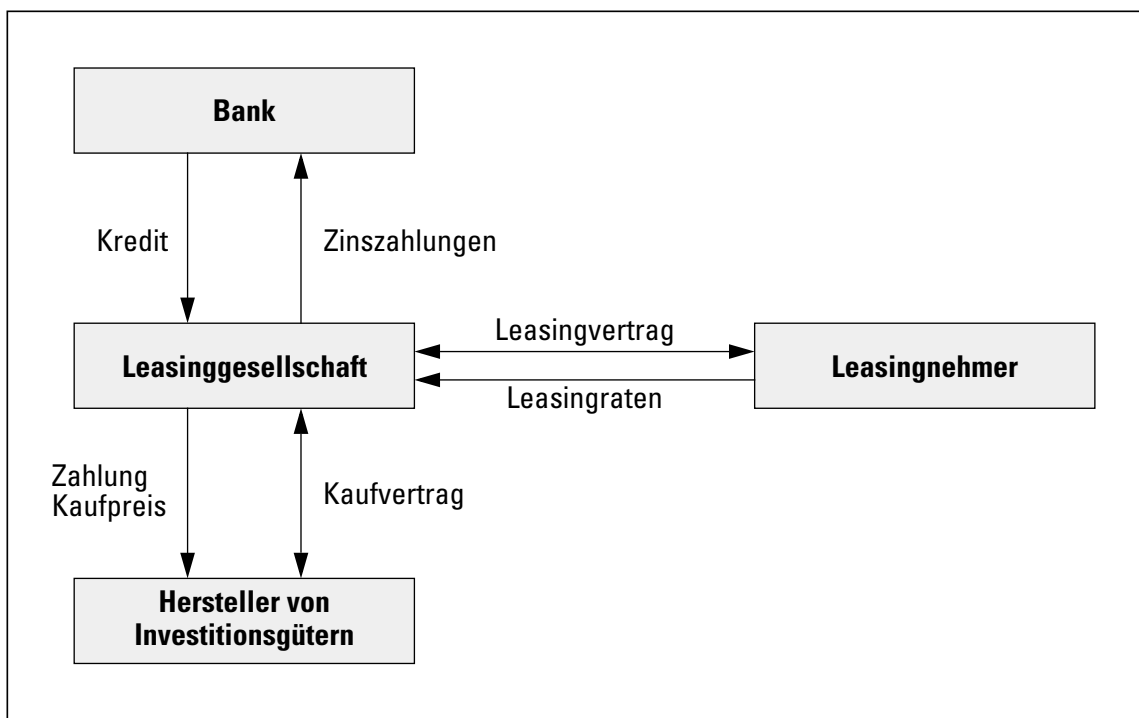 Bank
Kredit
Zinszahlungen
Leasingvertrag
Leasinggesellschaft
Leasingnehmer
Leasingraten
Zahlung
Kaufpreis
Kaufvertrag
Hersteller von
Investitionsgütern